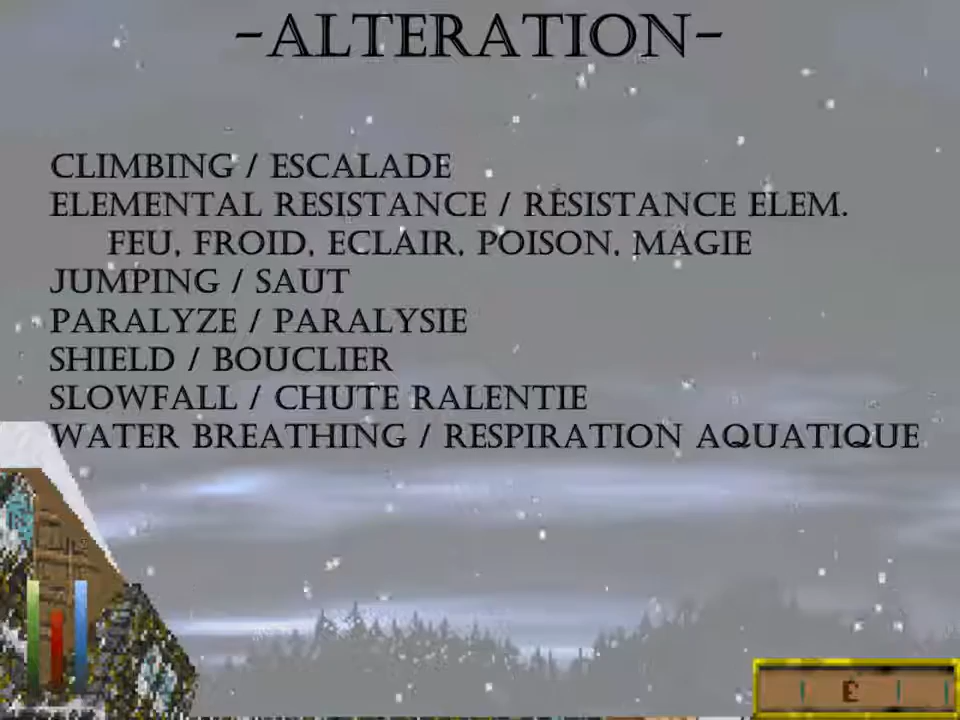 -ALTERATION-
CLIMBING / ESCALADE
ELEMENTAL RESISTANCE / RÉSISTANCE ELEM.
FEU, FROID, ECLAIR, POISON, MAGIE
JUMPING / SAUT
PARALYZE / PARALYSIE
SHIELD / BOUCLIER
SLOWFALL / CHUTE RALENTIE
WATER BREATHING / RESPIRATION AQUATIQUE
E